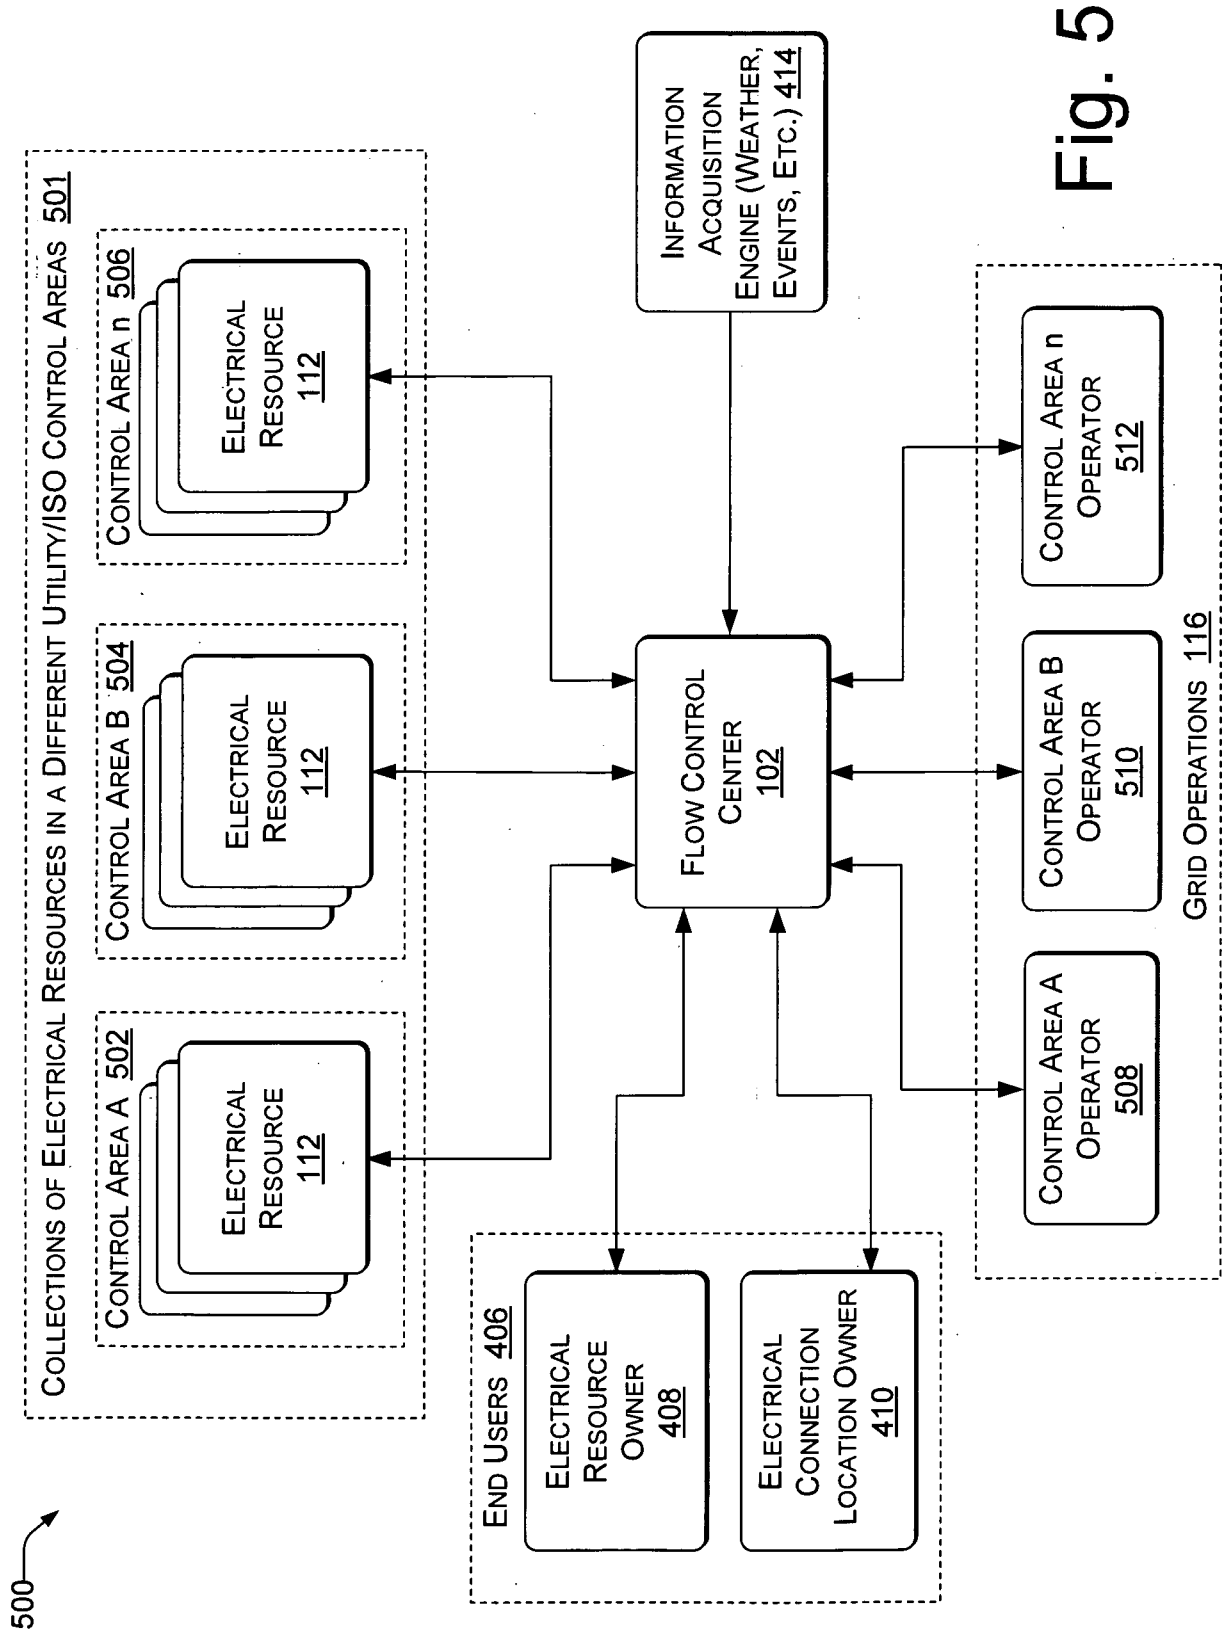 500
COLLECTIONS OF ELECTRICAL RESOURCES IN A DIFFERENT UTILITY/ISO CONTROL AREAS 501
CONTROL AREA A 502
ELECTRICAL
RESOURCE
112
CONTROL AREA B 504
ELECTRICAL
RESOURCE
112
CONTROL AREA n 506
ELECTRICAL
RESOURCE
112
END USERS 406
ELECTRICAL
RESOURCE
OWNER
408
ELECTRICAL
CONNECTION
LOCATION OWNER
410
FLOW CONTROL
CENTER
102
INFORMATION
ACQUISITION
ENGINE (WEATHER,
EVENTS, ETC.) 414
CONTROL AREA A
OPERATOR
508
CONTROL AREA B
OPERATOR
510
CONTROL AREA n
OPERATOR
512
GRID OPERATIONS 116
Fig. 5